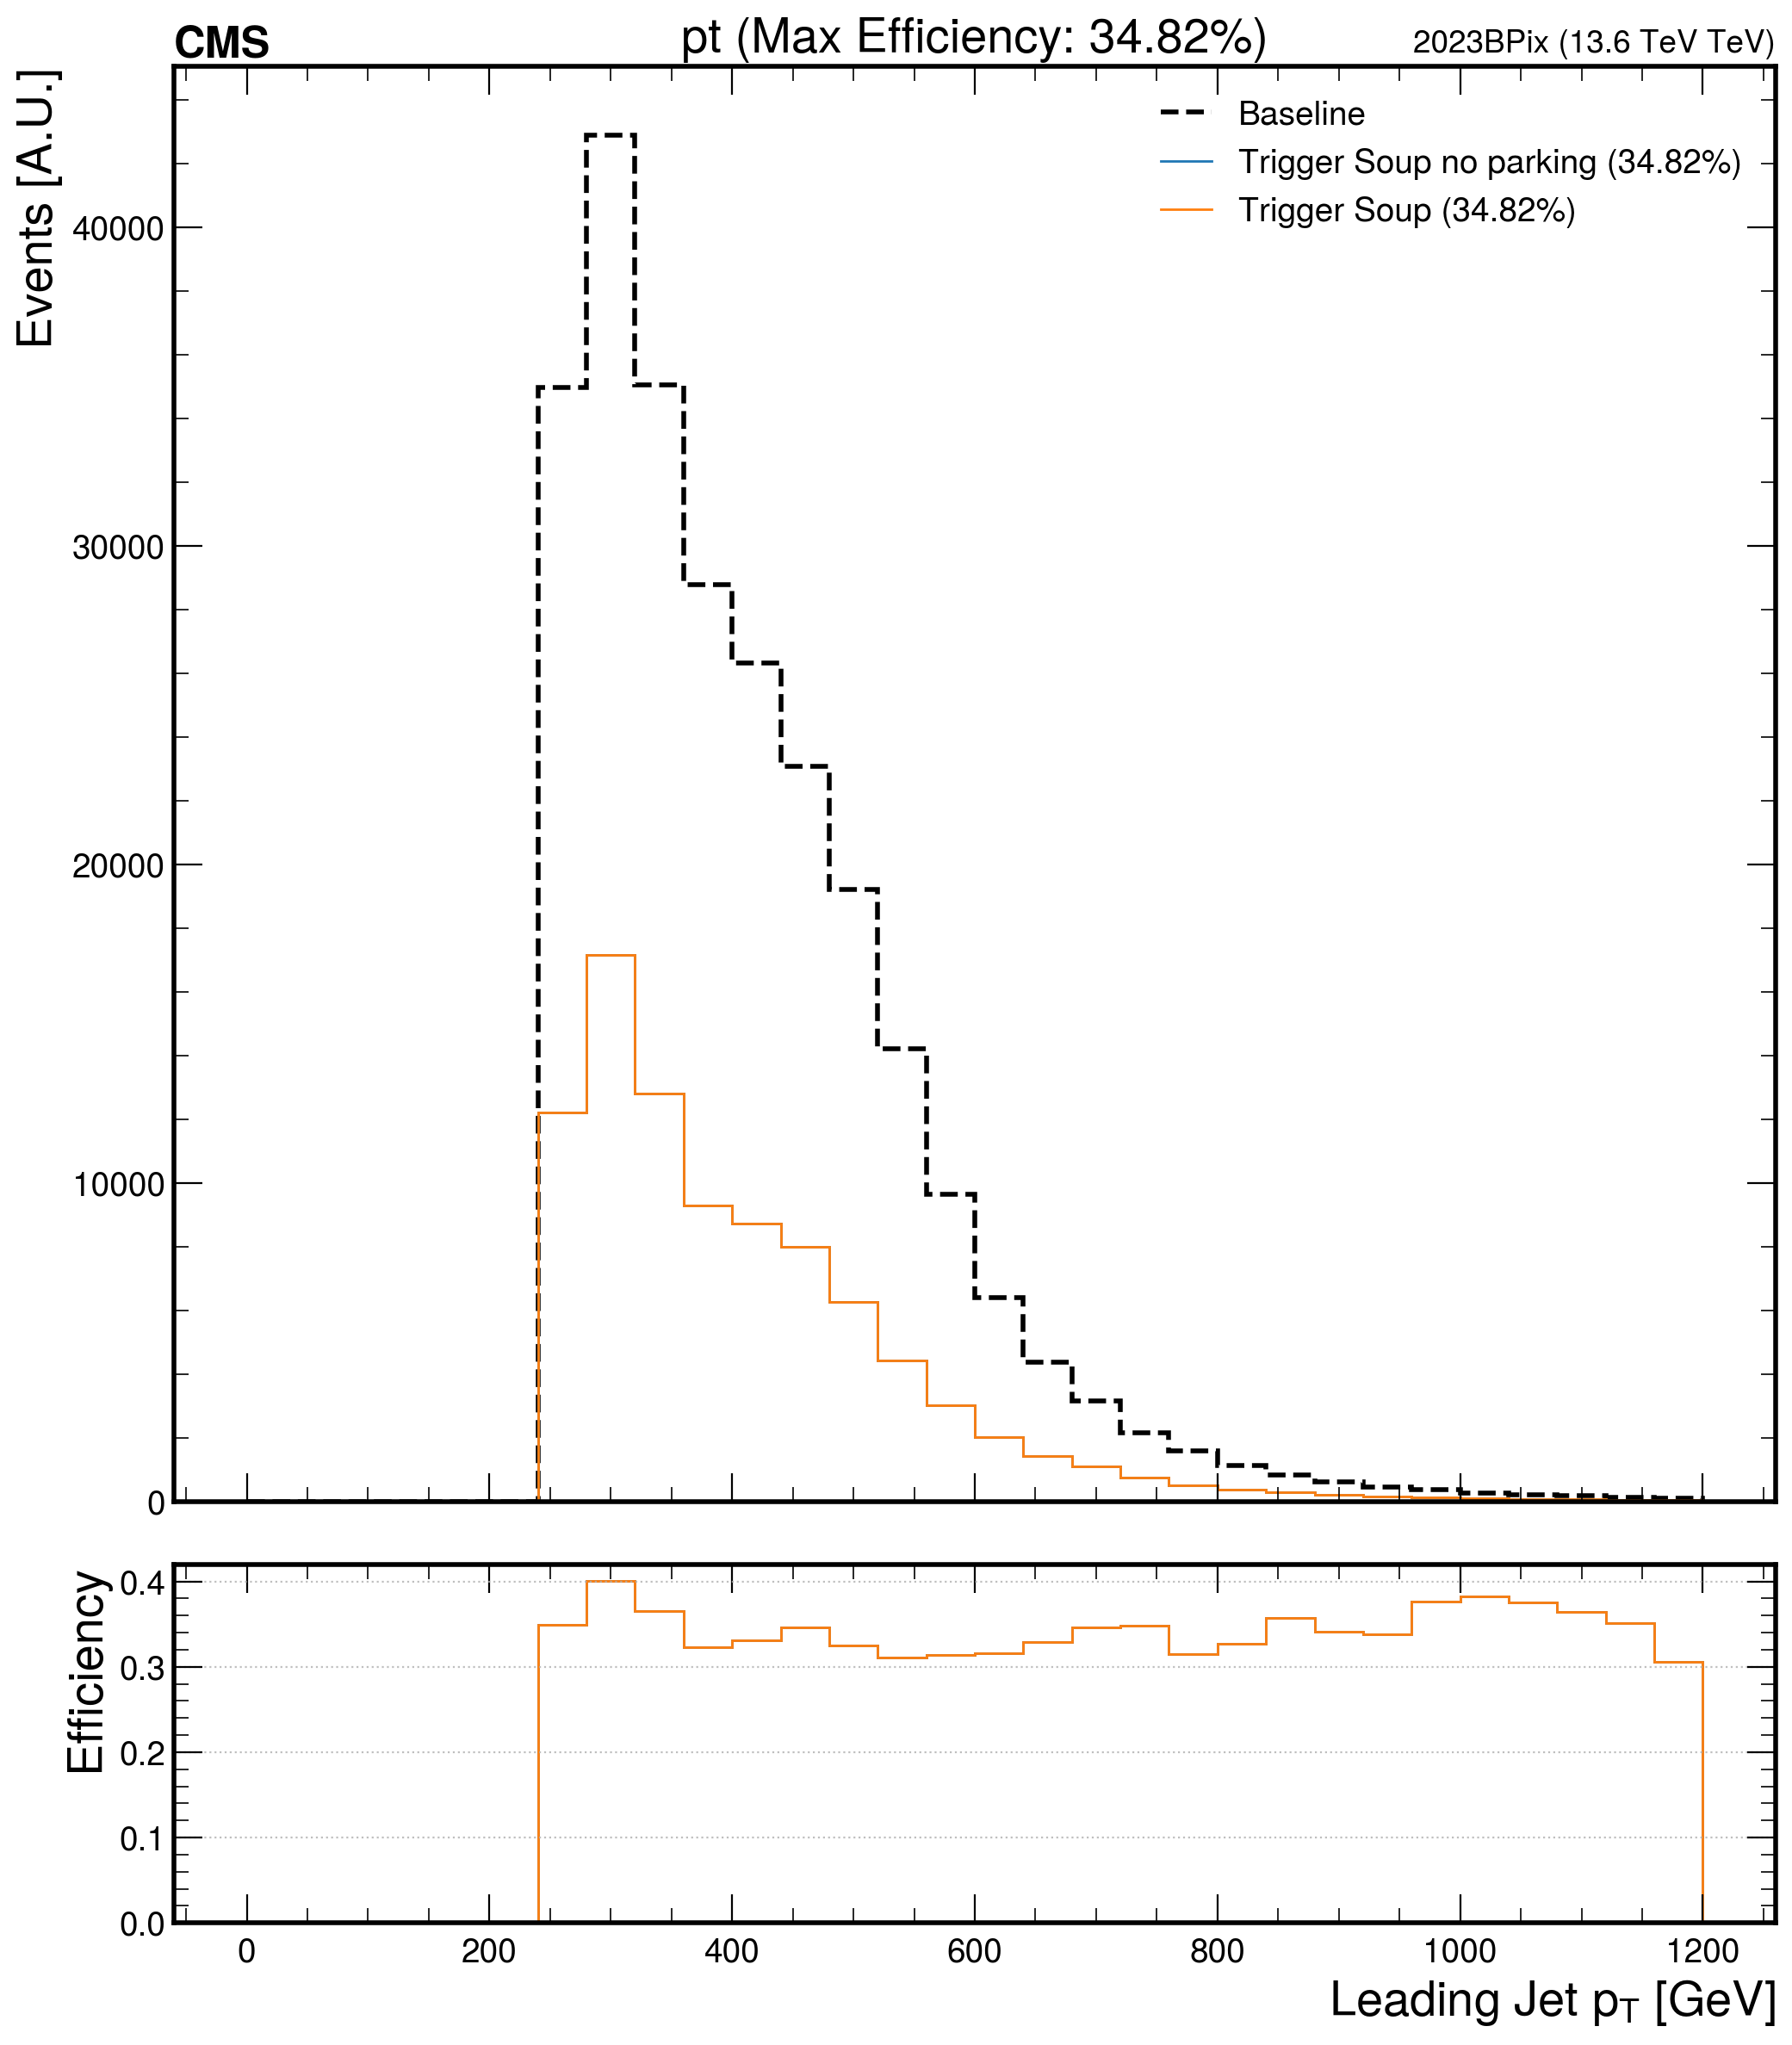 CMS
pt (Max Efficiency: 34.82%)
2023BPix (13.6 TeV TeV)
Events [A.U.]
Baseline
Trigger Soup no parking (34.82%)
Trigger Soup (34.82%)
40000
30000
20000
10000
0
Efficiency
0.4
0.3
0.2
0.1
0.0
0 200 400 600 800 1000 1200
Leading Jet pT [GeV]